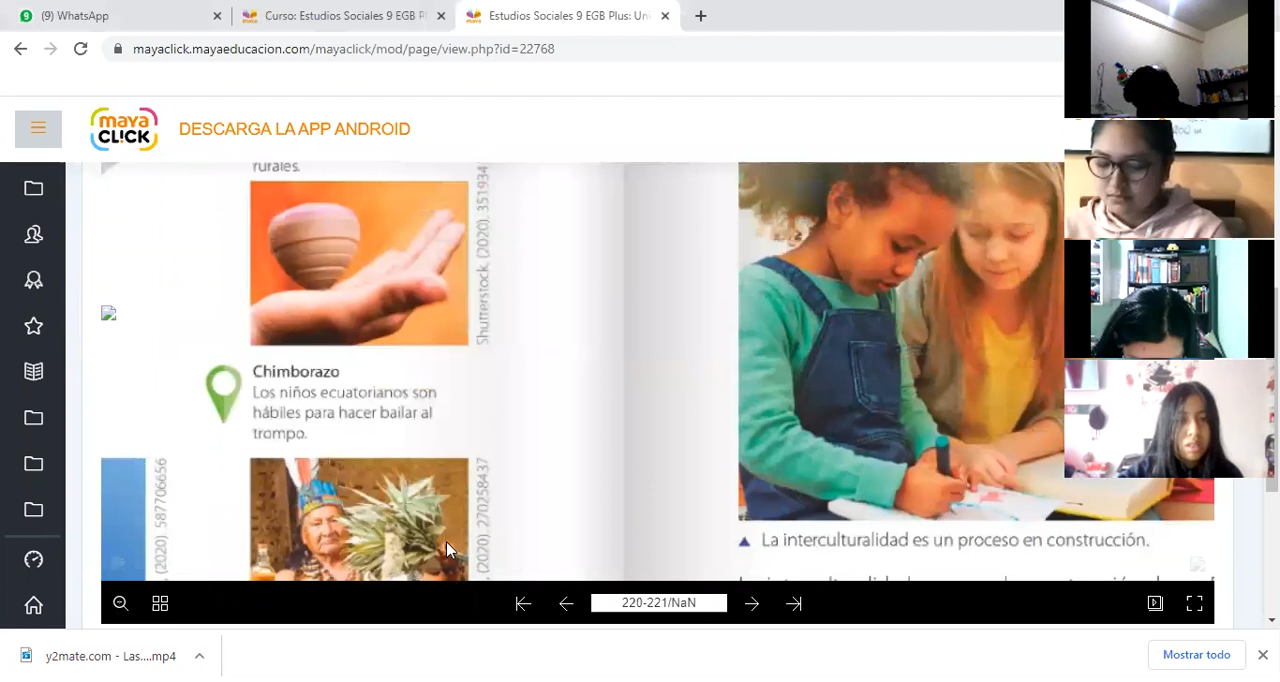 (9) WhatsApp
Curso: Estudios Sociales 9 EGB Pl
Estudios Sociales 9 EGB Plus: Un
mayaclick.mayaeducacion.com/mayaclick/mod/page/view.php?id=22768
maya
CLICK
DESCARGA LA APP ANDROID
rurales.
Shutterstock, (2020). 351934
Chimborazo
Los niños ecuatorianos son
hábiles para hacer bailar al
trompo.
, (2020). 587706656
, (2020). 270258437
La interculturalidad es un proceso en construcción.
220-221/NaN
y2mate.com - Las....mp4
Mostrar todo